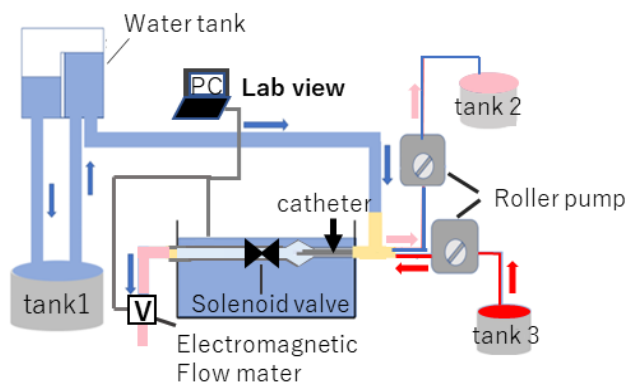 Water tank
PC
Lab view
tank 2
catheter
Roller pump
tank1
Solenoid valve
V
tank 3
Electromagnetic
Flow mater